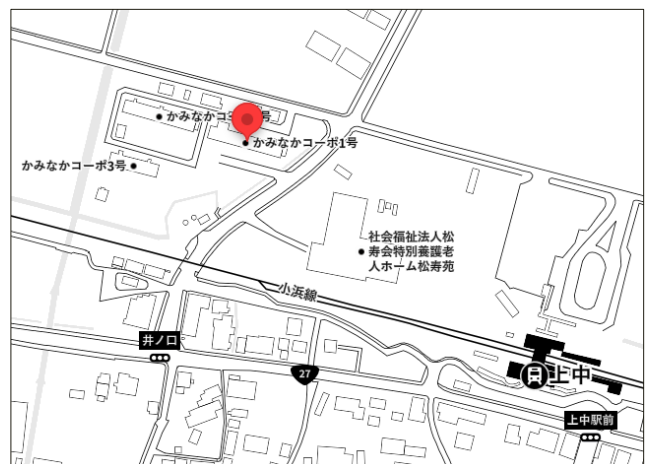 かみなかコ
号
かみなかコーポ1号
かみなかコーポ3号
社会福祉法人松
寿会特別養護老
人ホーム松寿苑
小浜線
井ノ口
27
上中
上中駅前